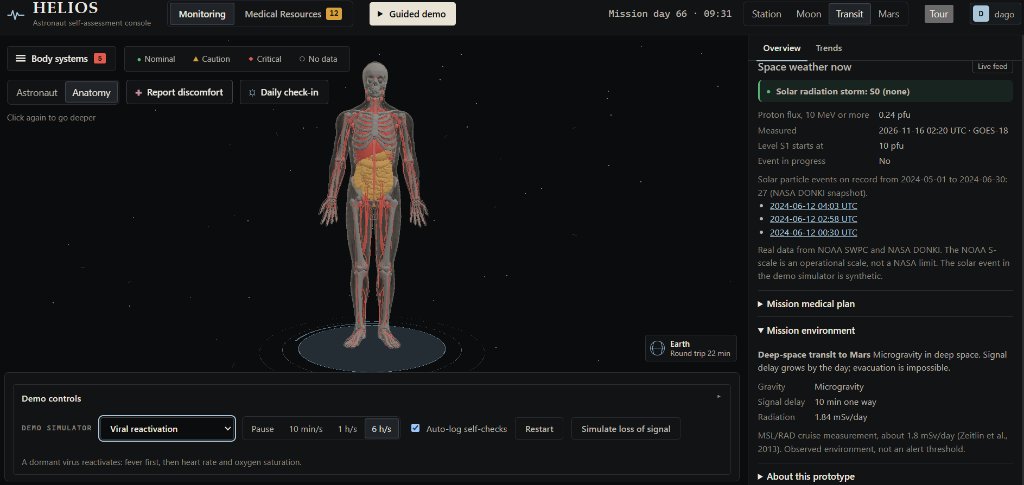 HELIOS
Astronaut self-assessment console
Monitoring
Medical Resources 12
Guided demo
Mission day 66 · 09:31
Station Moon Transit Mars
Tour
D dago
Body systems 5
Nominal Caution Critical No data
Astronaut Anatomy
Report discomfort
Daily check-in
Click again to go deeper
Earth
Round trip 22 min
Demo controls
DEMO SIMULATOR
Viral reactivation
Pause 10 min/s 1 h/s 6 h/s
Auto-log self-checks
Restart
Simulate loss of signal
A dormant virus reactivates: fever first, then heart rate and oxygen saturation.
Overview Trends
Space weather now
Live feed
Solar radiation storm: S0 (none)
Proton flux, 10 MeV or more 0.24 pfu
Measured 2026-11-16 02:20 UTC · GOES-18
Level S1 starts at 10 pfu
Event in progress No
Solar particle events on record from 2024-05-01 to 2024-06-30:
27 (NASA DONKI snapshot).
2024-06-12 04:03 UTC
2024-06-12 02:58 UTC
2024-06-12 00:30 UTC
Real data from NOAA SWPC and NASA DONKI. The NOAA S-
scale is an operational scale, not a NASA limit. The solar event in
the demo simulator is synthetic.
Mission medical plan
Mission environment
Deep-space transit to Mars Microgravity in deep space. Signal
delay grows by the day; evacuation is impossible.
Gravity Microgravity
Signal delay 10 min one way
Radiation 1.84 mSv/day
MSL/RAD cruise measurement, about 1.8 mSv/day (Zeitlin et al.,
2013). Observed environment, not an alert threshold.
About this prototype